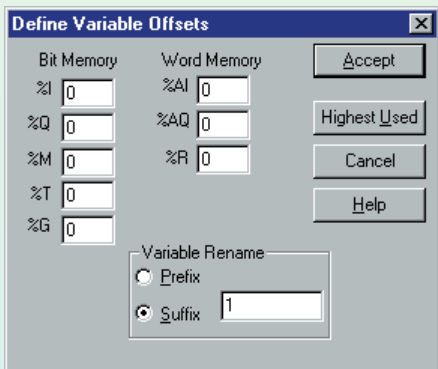 Define Variable Offsets
Bit Memory Word Memory Accept
%I 0 %AI 0
%Q 0 %AQ 0 Highest Used
%M 0 %R 0 Cancel
%T 0 Help
%G 0
Variable Rename
Prefix
Suffix 1